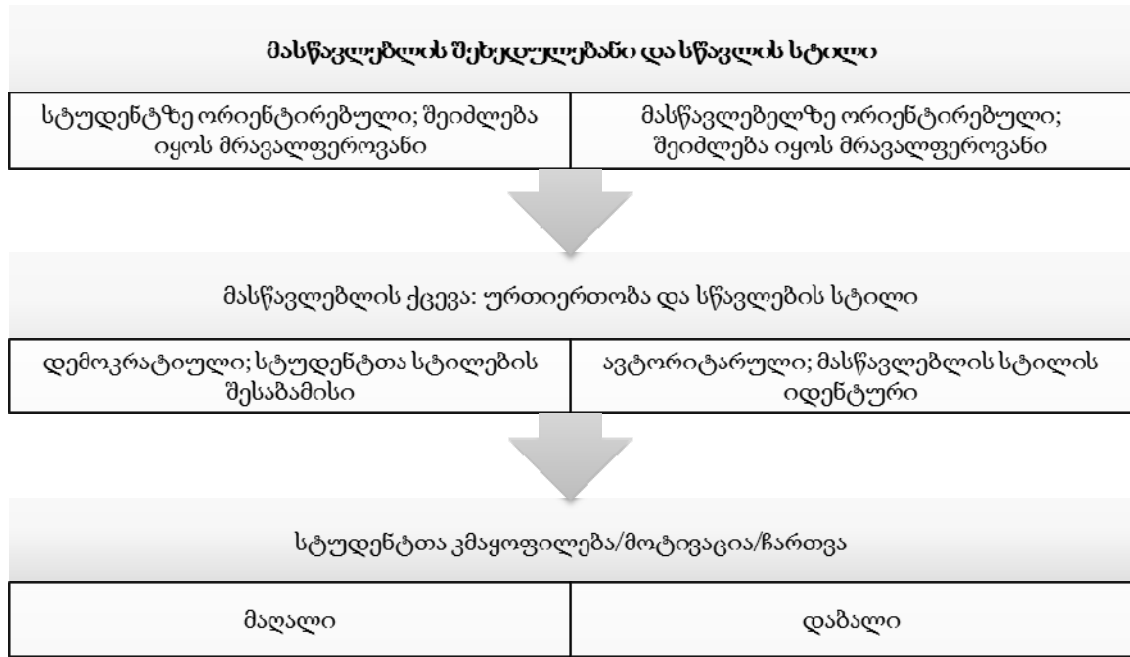 მასწავლებლის შეხედულებანი და სწავლის სტილი
სტუდენტზე ორიენტირებული; შეიძლება
იყოს მრავალფეროვანი
მასწავლებელზე ორიენტირებული;
შეიძლება იყოს მრავალფეროვანი
მასწავლებლის ქცევა: ურთიერთობა და სწავლების სტილი
დემოკრატიული; სტუდენტთა სტილების
შესაბამისი
ავტორიტარული; მასწავლებლის სტილის
იდენტური
სტუდენტთა კმაყოფილება/მოტივაცია/ჩართვა
მაღალი
დაბალი